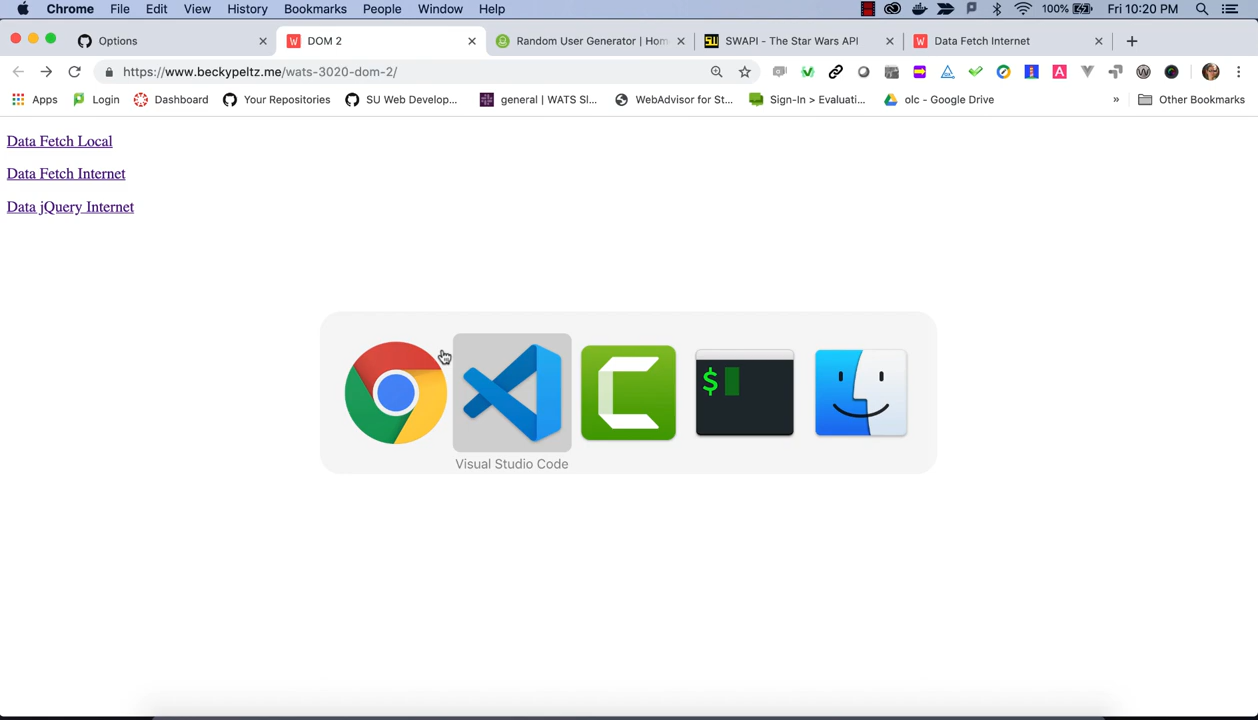 Chrome File Edit View History Bookmarks People Window Help 100% Fri 10:20 PM
Options DOM 2 Random User Generator | Hom SWAPI - The Star Wars API Data Fetch Internet
https://www.beckypeltz.me/wats-3020-dom-2/
Apps Login Dashboard Your Repositories SU Web Develop... general | WATS Sl... WebAdvisor for St... Sign-In > Evaluati... olc - Google Drive » Other Bookmarks
Data Fetch Local
Data Fetch Internet
Data jQuery Internet
$
Visual Studio Code